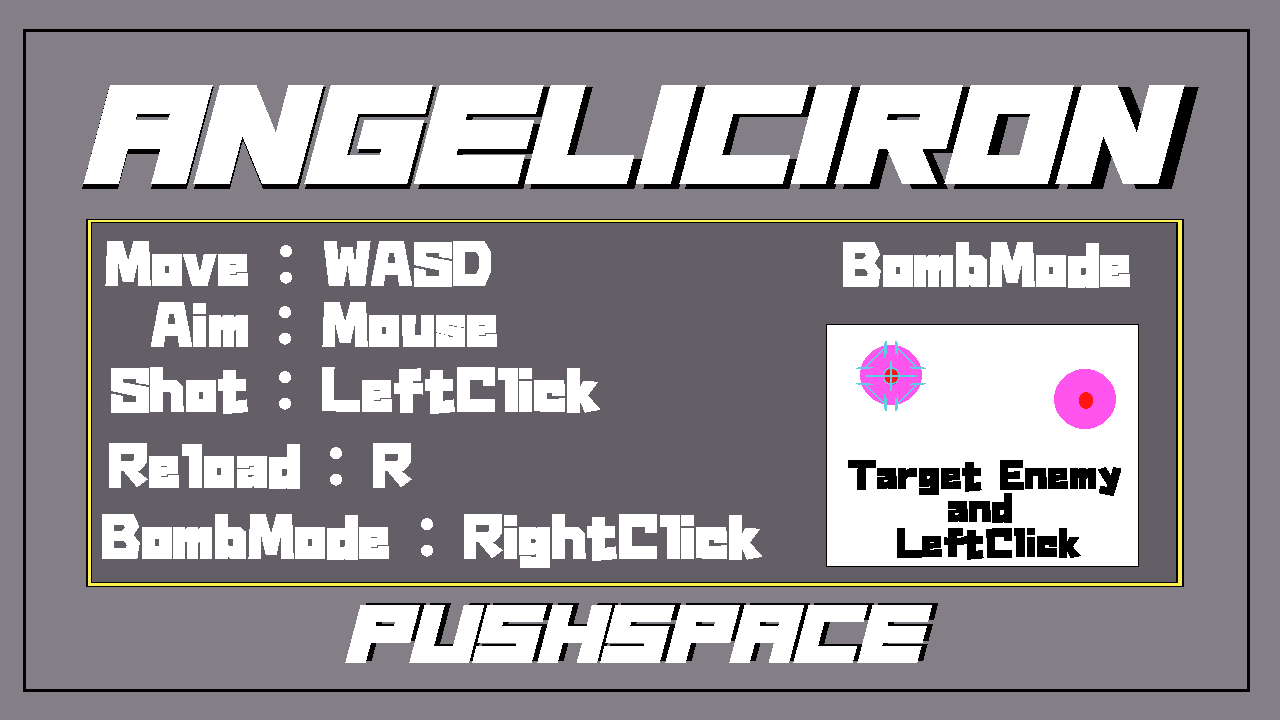 ANGELICIRON
Move : WASD
Aim : Mouse
Shot : LeftClick
Reload : R
BombMode : RightClick
BombMode
Target Enemy
and
LeftClick
PUSHSPACE